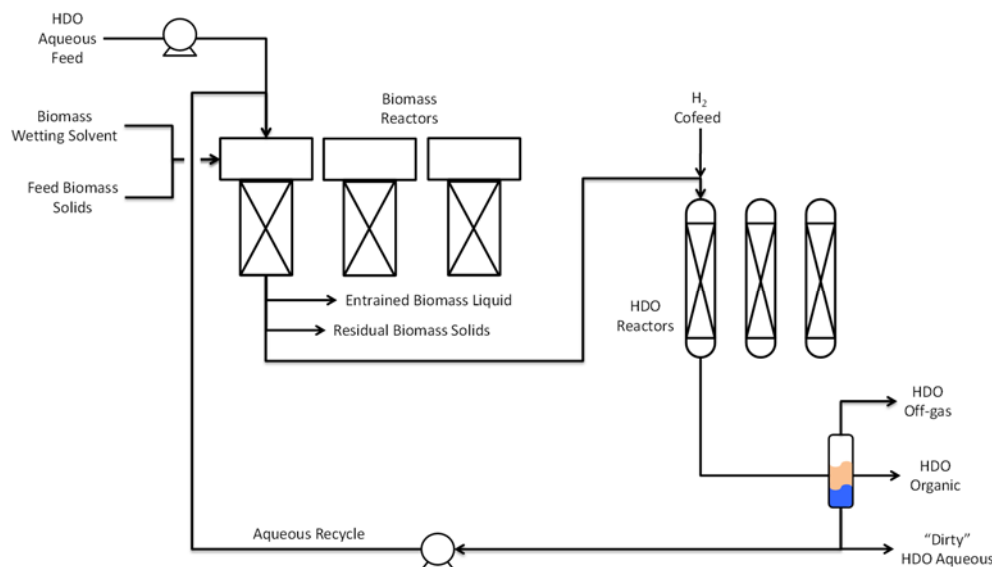 HDO
Aqueous
Feed
Biomass
Wetting Solvent
Feed Biomass
Solids
Biomass
Reactors
H₂
Cofeed
Entrained Biomass Liquid
Residual Biomass Solids
HDO
Reactors
HDO
Off-gas
HDO
Organic
Aqueous Recycle
“Dirty”
HDO Aqueous